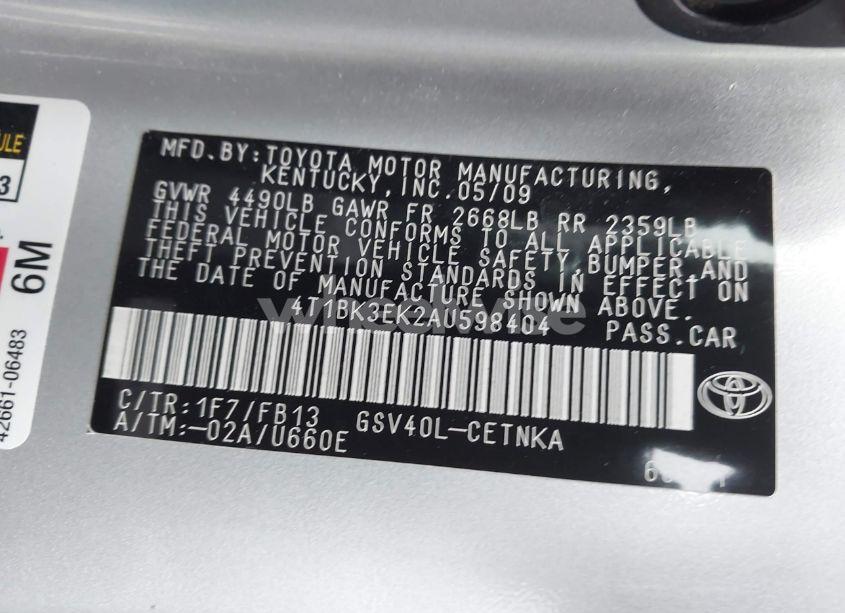 MFD.BY:TOYOTA MOTOR MANUFACTURING,
KENTUCKY,INC.05/09
GVWR 4490LB GAWR FR 2668LB RR 2359LB
THIS VEHICLE CONFORMS TO ALL APPLICABLE
FEDERAL MOTOR VEHICLE SAFETY,BUMPER,AND
THEFT PREVENTION STANDARDS IN EFFECT ON
THE DATE OF MANUFACTURE SHOWN ABOVE.
4T1BK3EK2AU598404 PASS.CAR
C/TR:1F7/FB13 GSV40L-CETNKA
A/TM:-02A/U660E
6M
42661-06483
3